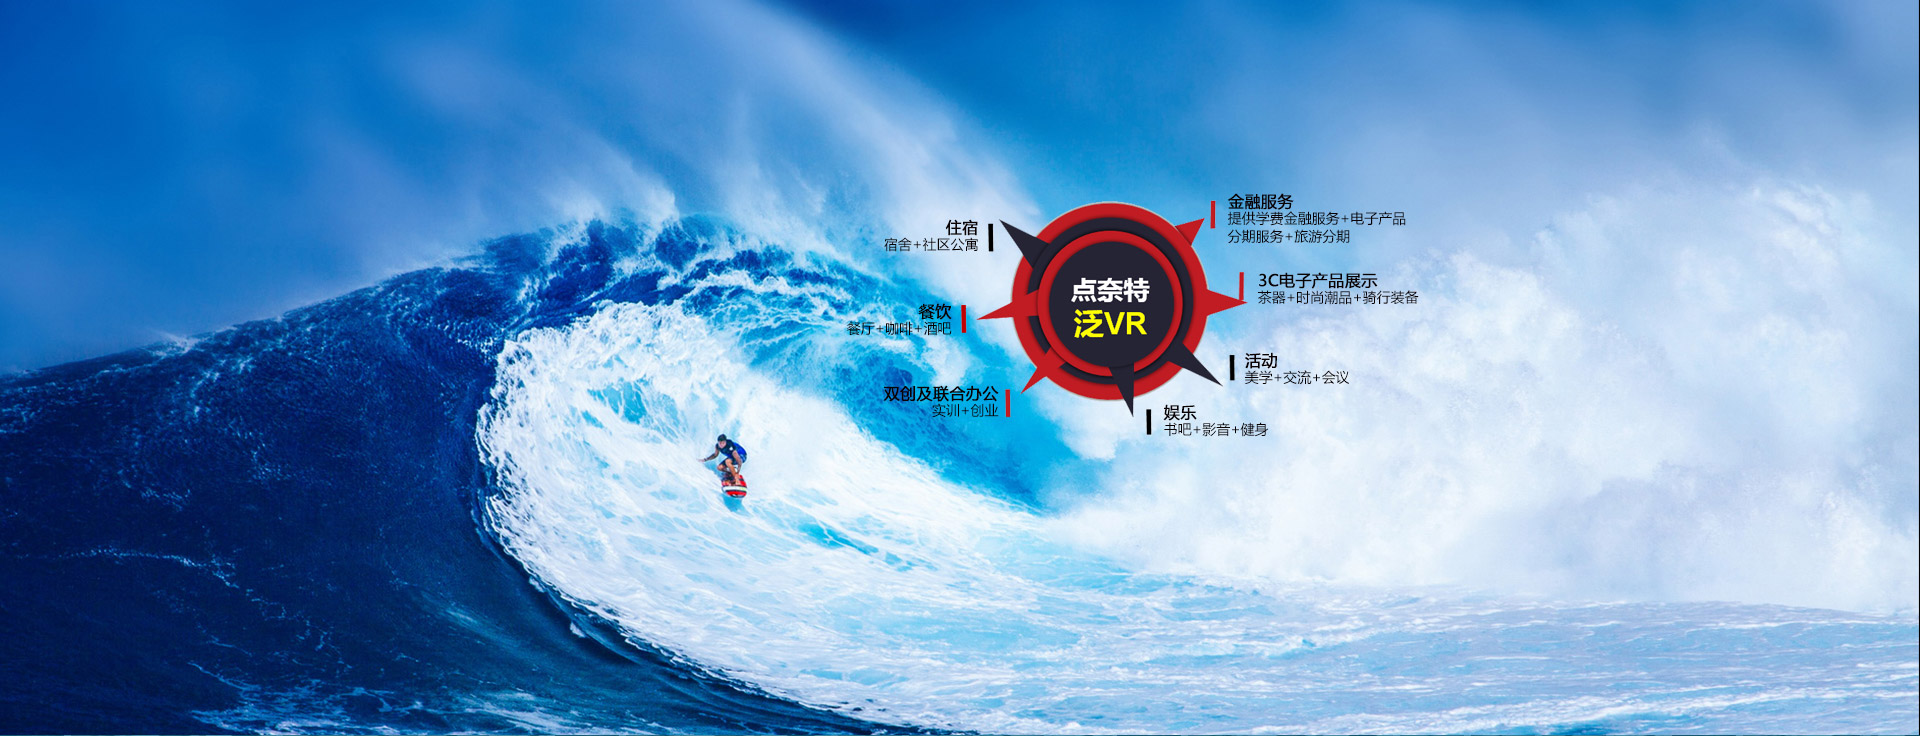 点奈特
泛VR
住宿
宿舍+社区公寓
餐饮
餐厅+咖啡+酒吧
双创及联合办公
实训+创业
金融服务
提供学费金融服务+电子产品
分期服务+旅游分期
3C电子产品展示
茶器+时尚潮品+骑行装备
活动
美学+交流+会议
娱乐
书吧+影音+健身